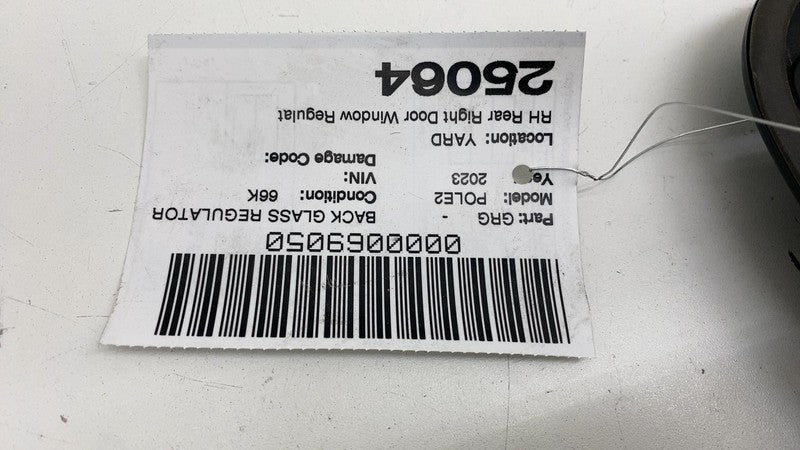 0000069050
Part: GRG - BACK GLASS REGULATOR
Model: POLE2 Condition: 66K
Ye 2023 VIN:
Damage Code:
Location: YARD
RH Rear Right Door Window Regulat
25064